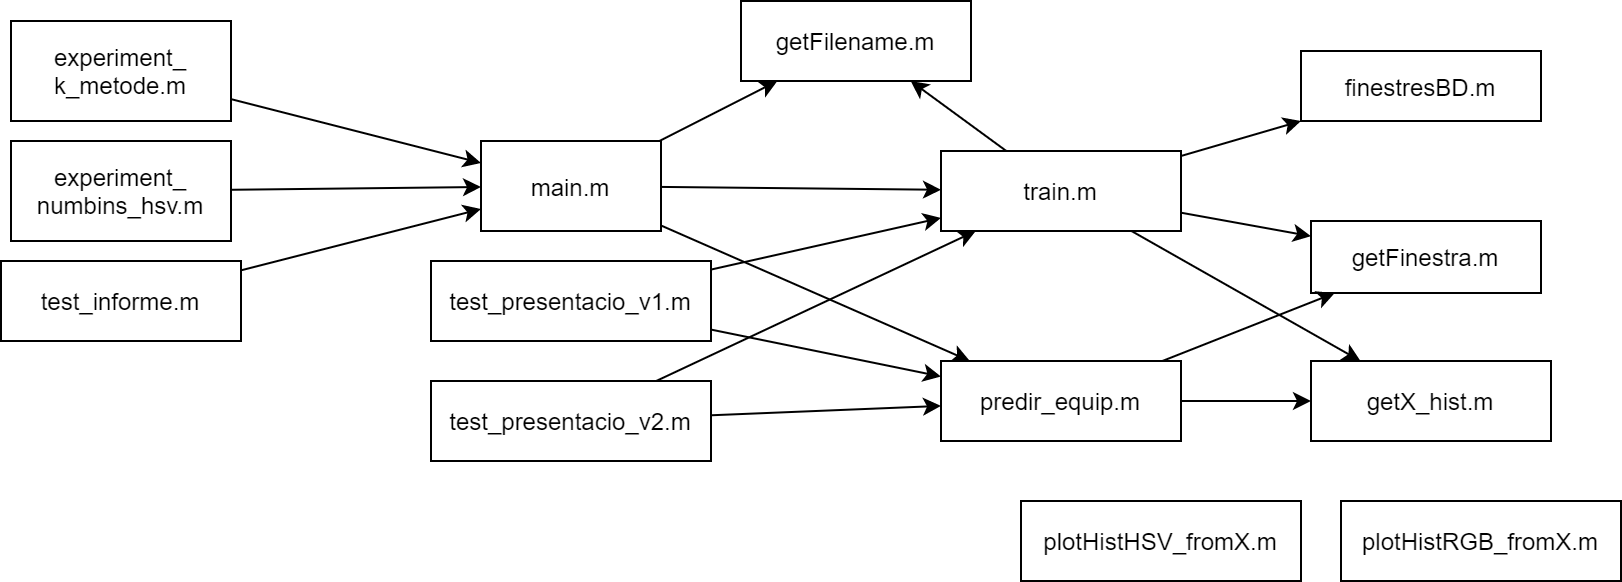 experiment_
k_metode.m
experiment_
numbins_hsv.m
test_informe.m
main.m
test_presentacio_v1.m
test_presentacio_v2.m
getFilename.m
train.m
predir_equip.m
finestresBD.m
getFinestra.m
getX_hist.m
plotHistHSV_fromX.m
plotHistRGB_fromX.m